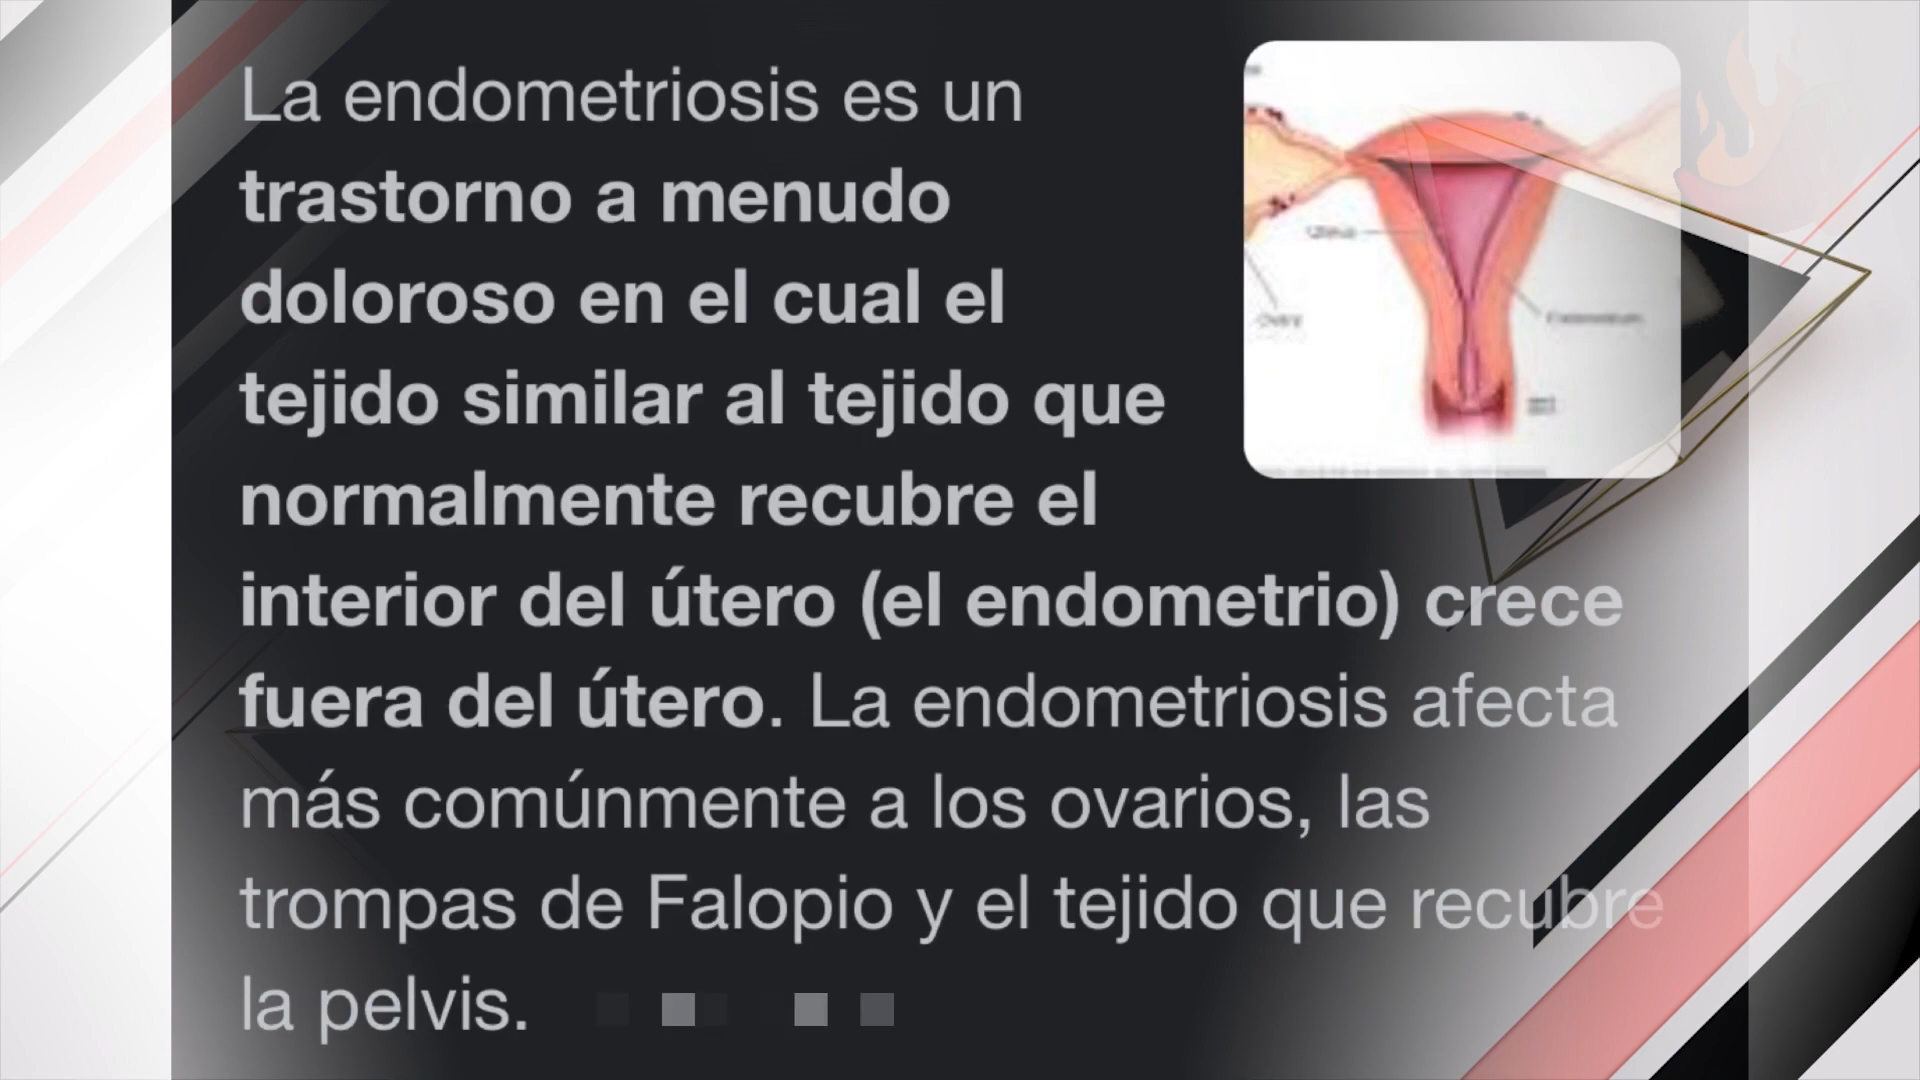 La endometriosis es un
trastorno a menudo
doloroso en el cual el
tejido similar al tejido que
normalmente recubre el
interior del útero (el endometrio) crece
fuera del útero. La endometriosis afecta
más comúnmente a los ovarios, las
trompas de Falopio y el tejido que recubre
la pelvis.
Uterus
Ovary